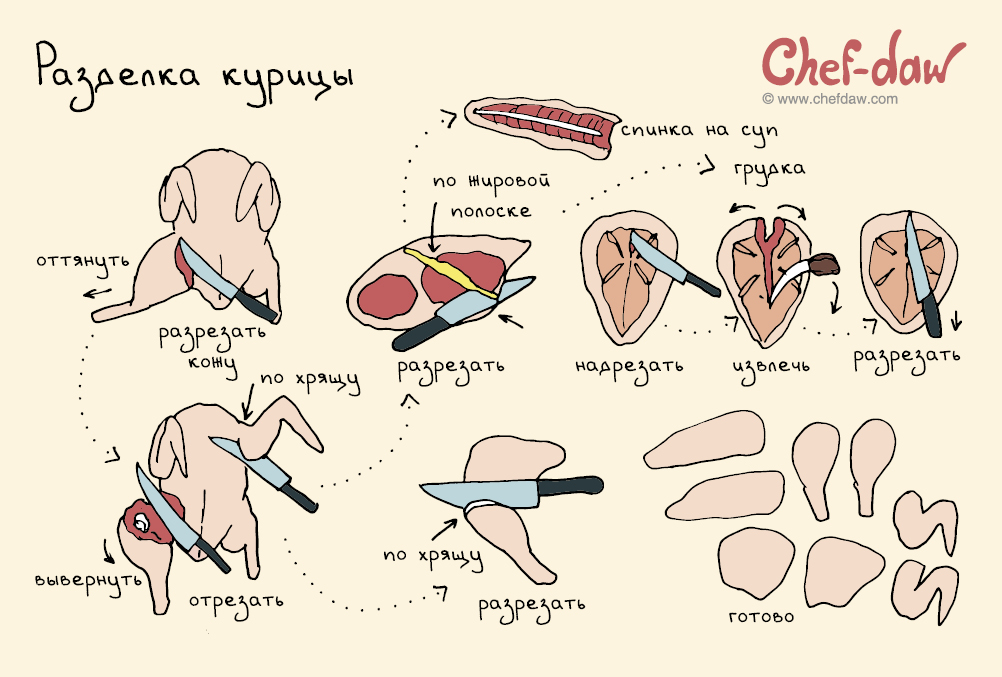 Разделка курицы
Chef-daw
© www.chefdaw.com
спинка на суп
грудка
по жировой
полоске
оттянуть
разрезать
кожу
разрезать
надрезать
извлечь
разрезать
по хрящу
вывернуть
отрезать
по хрящу
разрезать
готово